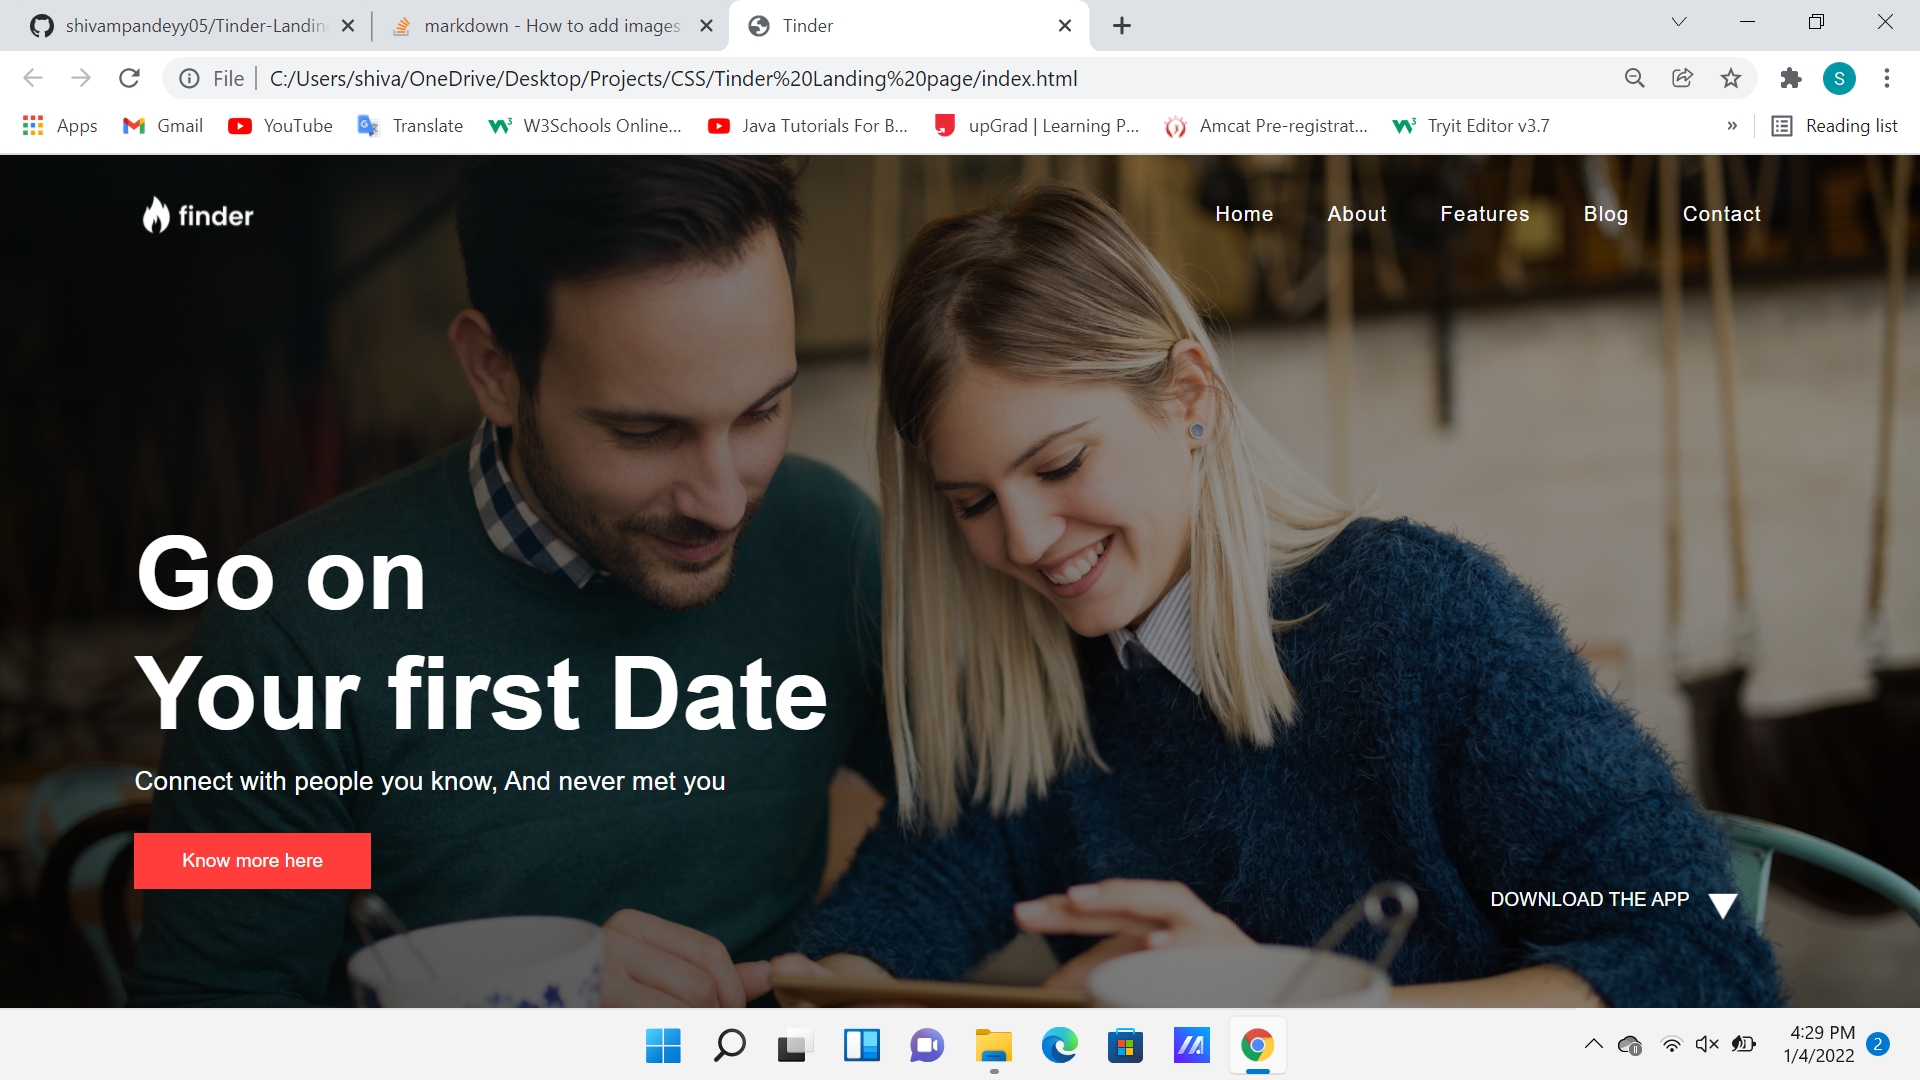 shivampandeyy05/Tinder-Landin
markdown - How to add images
Tinder
File
C:/Users/shiva/OneDrive/Desktop/Projects/CSS/Tinder%20Landing%20page/index.html
S
Apps
Gmail
YouTube
Translate
W3Schools Online...
Java Tutorials For B...
upGrad | Learning P...
Amcat Pre-registrat...
Tryit Editor v3.7
»
Reading list
finder
Home
About
Features
Blog
Contact
Go on
Your first Date
Connect with people you know, And never met you
Know more here
DOWNLOAD THE APP
4:29 PM
1/4/2022
2